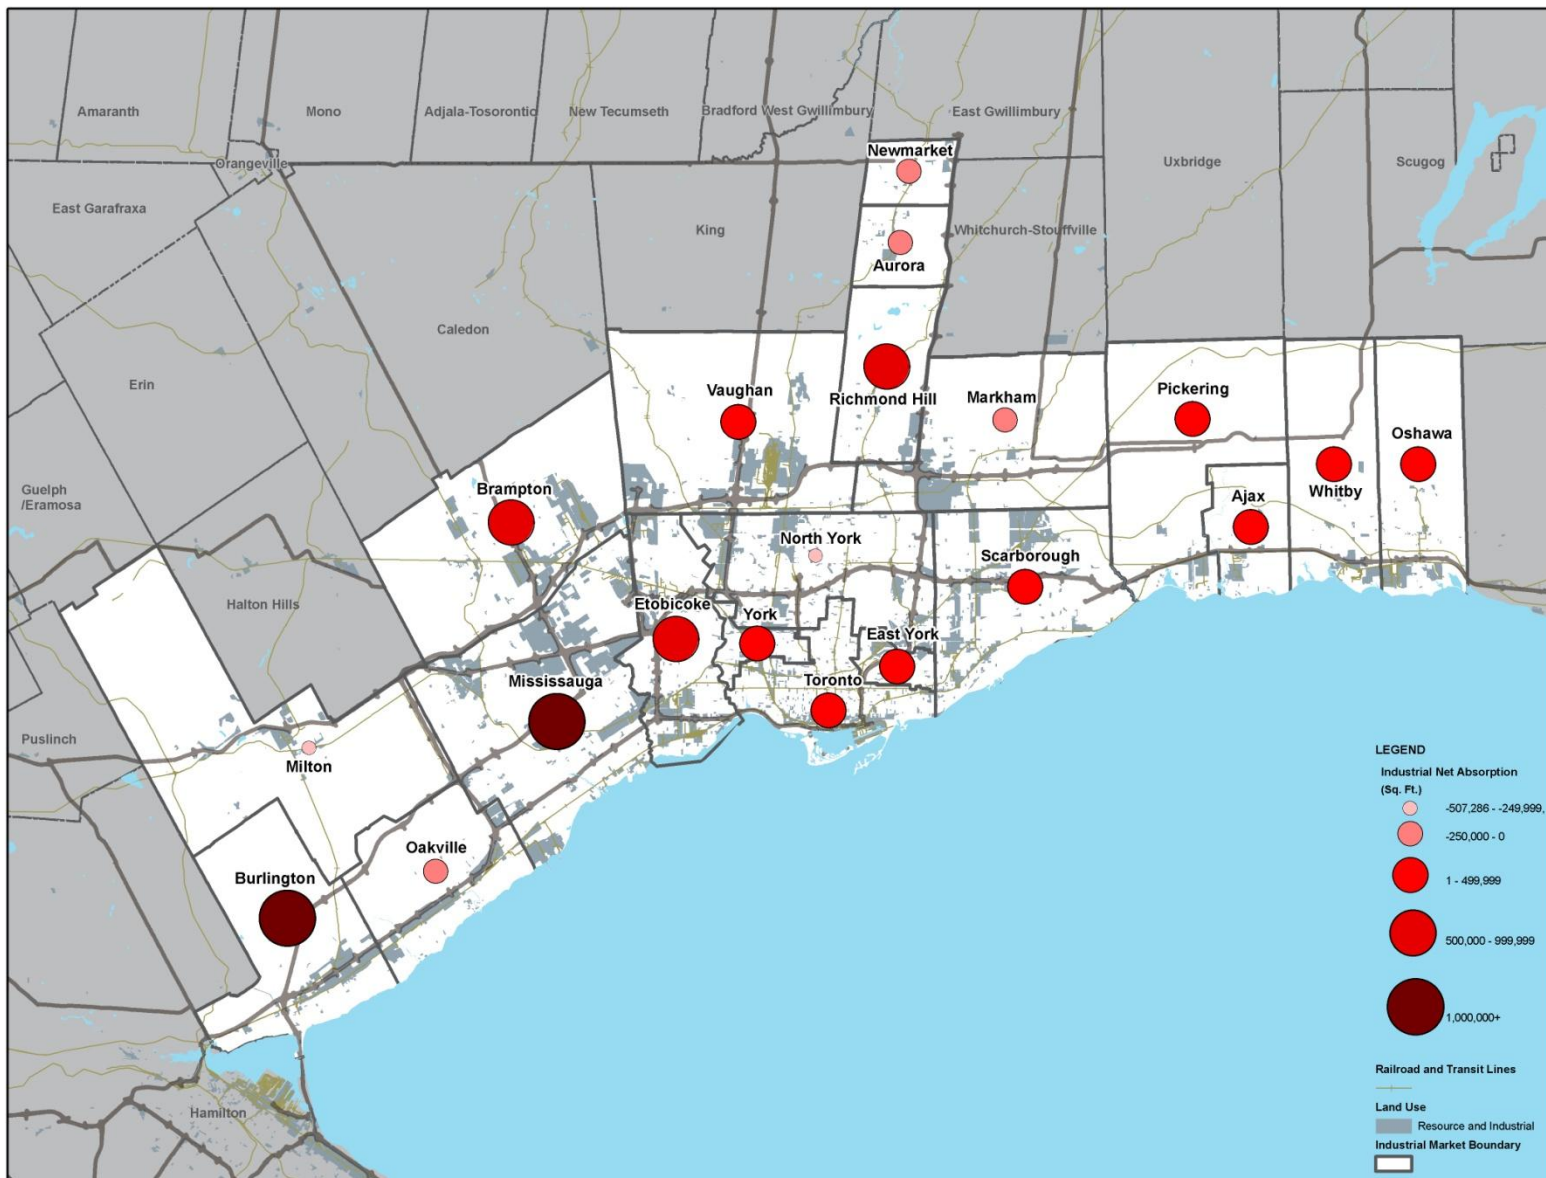 Amaranth
Mono
Adjala-Tosorontio
New Tecumseth
Bradford West Gwillimbury
East Gwillimbury
Newmarket
Orangeville
Uxbridge
Scugog
East Garafraxa
King
Whitchurch-Stouffville
Aurora
Caledon
Erin
Vaughan
Richmond Hill
Markham
Pickering
Oshawa
Guelph
/Eramosa
Brampton
Whitby
Ajax
North York
Scarborough
Halton Hills
Etobicoke
York
East York
Mississauga
Toronto
Puslinch
Milton
Oakville
Burlington
Hamilton
LEGEND
Industrial Net Absorption
(Sq. Ft.)
-507,286 - -249,999,
-250,000 - 0
1 - 499,999
500,000 - 999,999
1,000,000+
Railroad and Transit Lines
Land Use
Resource and Industrial
Industrial Market Boundary